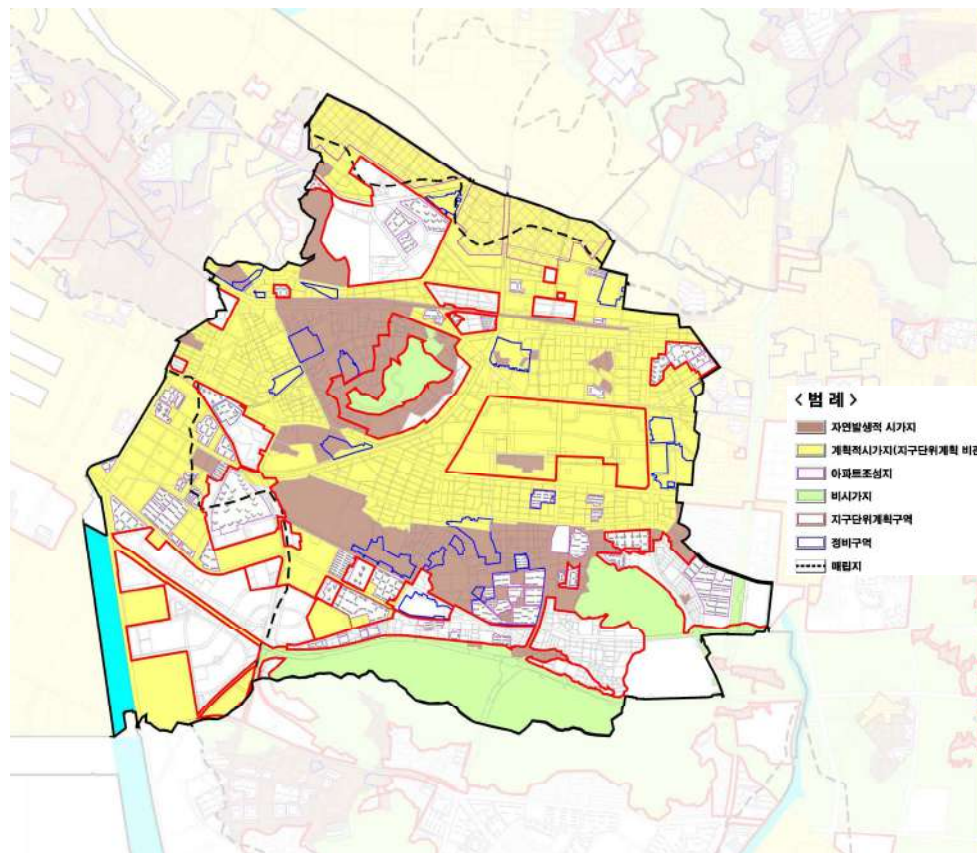 < 범 례 >
자연발생적 시가지
계획적시가지(지구단위계획 비관
아파트조성지
비시가지
지구단위계획구역
정비구역
매립지